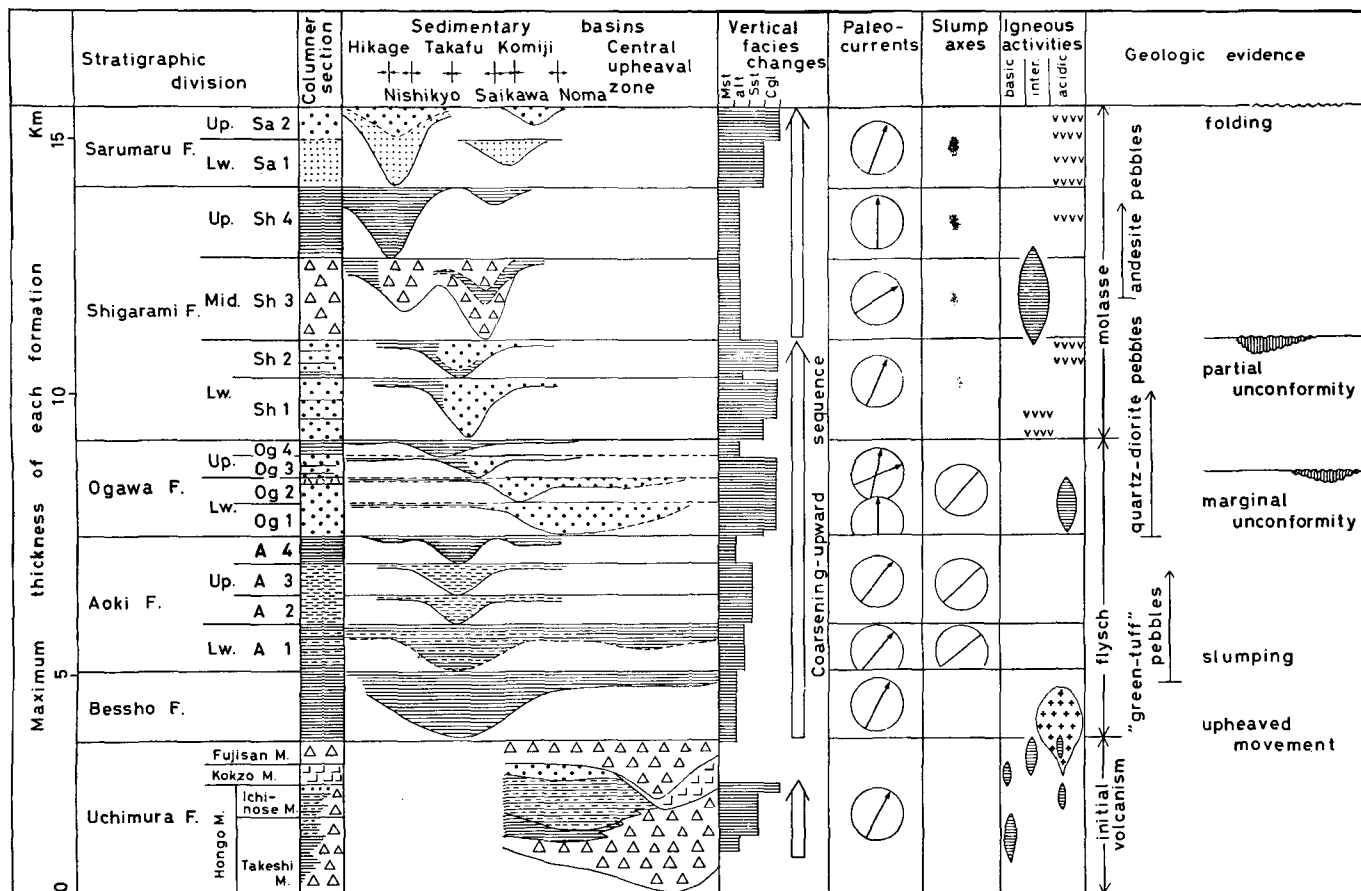 Maximum thickness of each formation
Km
15
10
5
0
Stratigraphic
division
Columner
section
Sedimentary basins
Hikage Takafu Komiji Central
upheaval
zone
Nishikyo Saikawa Noma
Vertical
facies
changes
Mst
alt
Sst
Cgl
Paleo-
currents
Slump
axes
Igneous
activities
basic
inter.
acidic
Geologic evidence
Sarumaru F.
Up. Sa 2
Lw. Sa 1
Shigarami F.
Up. Sh 4
Mid. Sh 3
Lw.
Sh 2
Sh 1
Ogawa F.
Up.
Og 4
Og 3
Lw.
Og 2
Og 1
Aoki F.
A 4
Up. A 3
A 2
Lw. A 1
Bessho F.
Uchimura F.
Fujisan M.
Kokzo M.
Hongo M.
Ichi-
nose M.
Takeshi
M.
Coarsening-upward sequence
molasse
flysch
initial
volcanism
andesite pebbles
quartz-diorite pebbles
"green-tuff"
pebbles
folding
partial
unconformity
marginal
unconformity
slumping
upheaved
movement